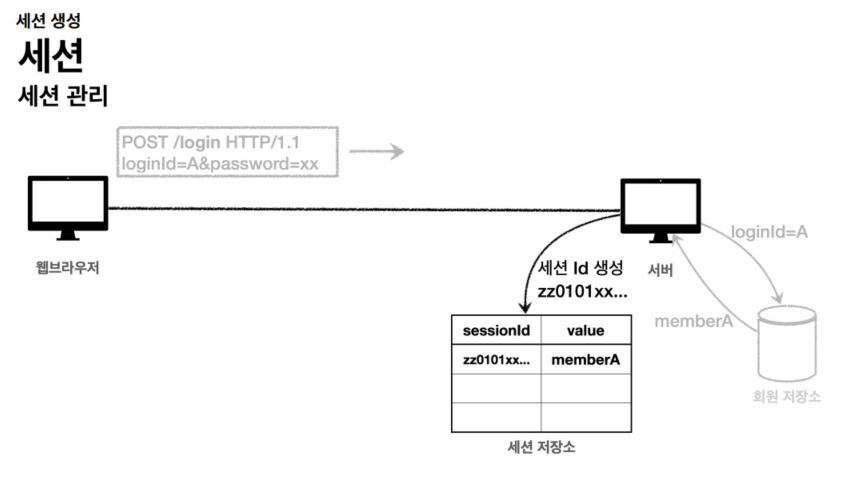 세션 생성
세션
세션 관리
POST /login HTTP/1.1
loginId=A&password=xx
웹브라우저
서버
loginId=A
세션 Id 생성
zz0101xx...
memberA
sessionId
value
zz0101xx...
memberA
회원 저장소
세션 저장소